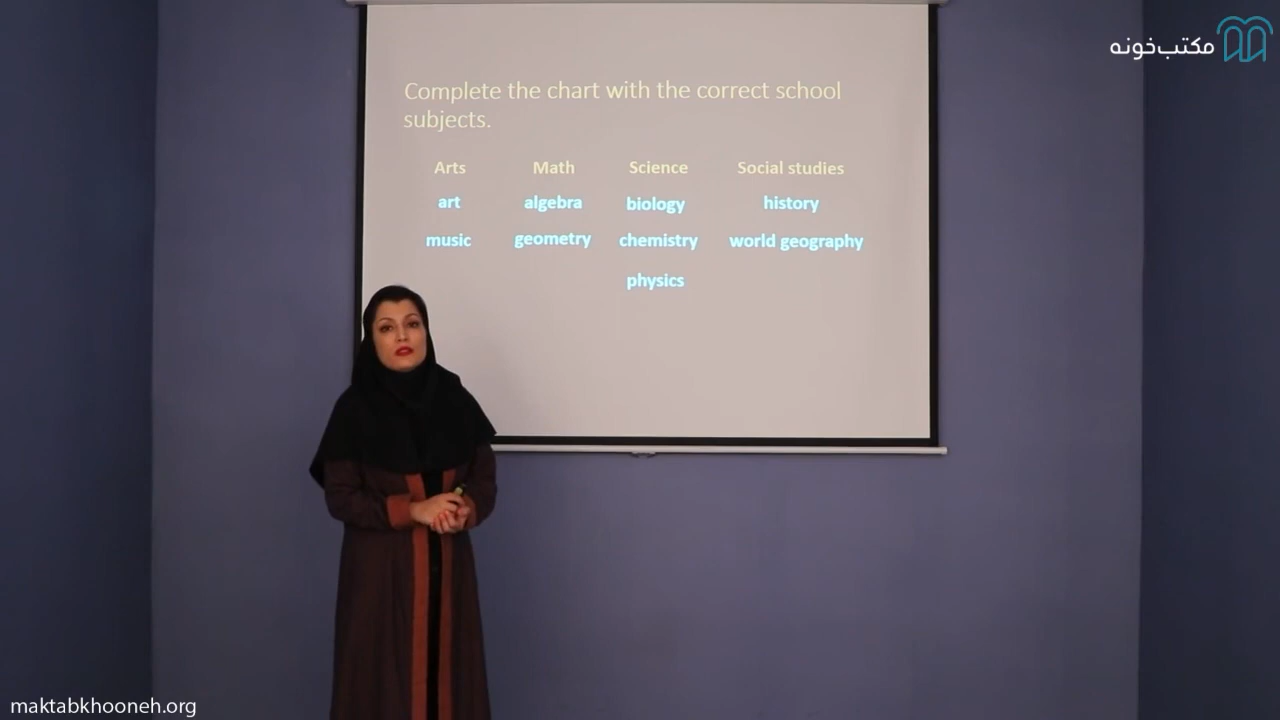 مکتب‌خونه
Complete the chart with the correct school
subjects.
Arts Math Science Social studies
art algebra biology history
music geometry chemistry world geography
physics
maktabkhooneh.org